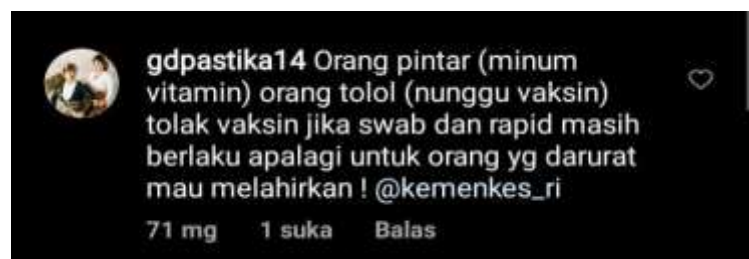 gdpastika14 Orang pintar (minum
vitamin) orang tolol (nunggu vaksin)
tolak vaksin jika swab dan rapid masih
berlaku apalagi untuk orang yg darurat
mau melahirkan ! @kemenkes_ri
71 mg 1 suka Balas